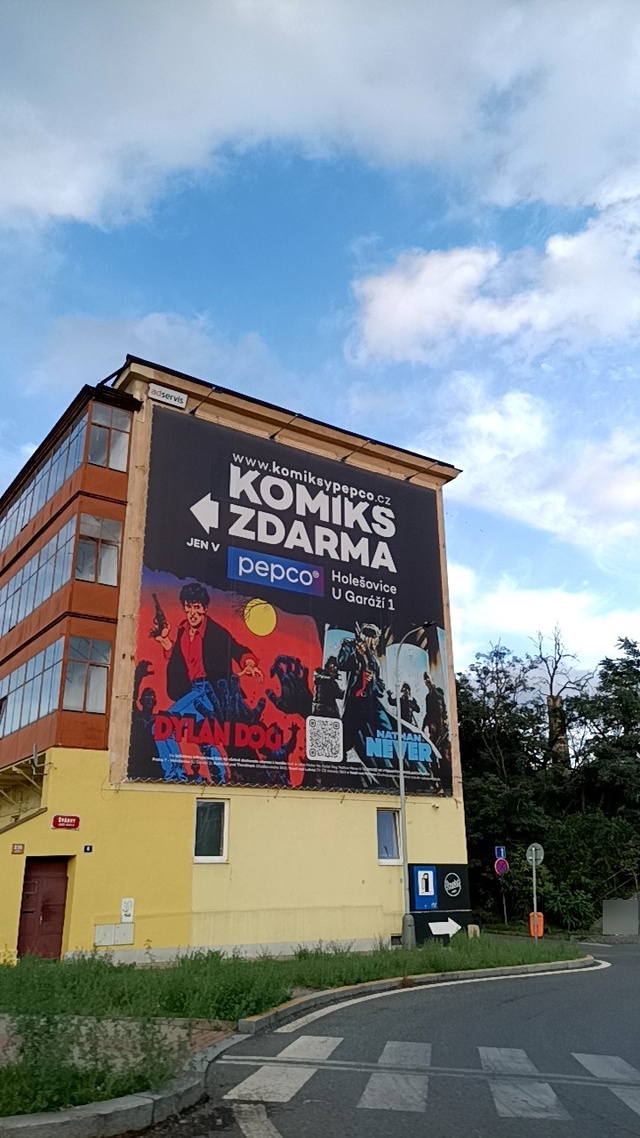 adservis
www.komiksypepco.cz
KOMIKS
ZDARMA
JEN V
pepco®
Holešovice
U Garáží 1
DYLAN DOG
NATHAN
NEVER